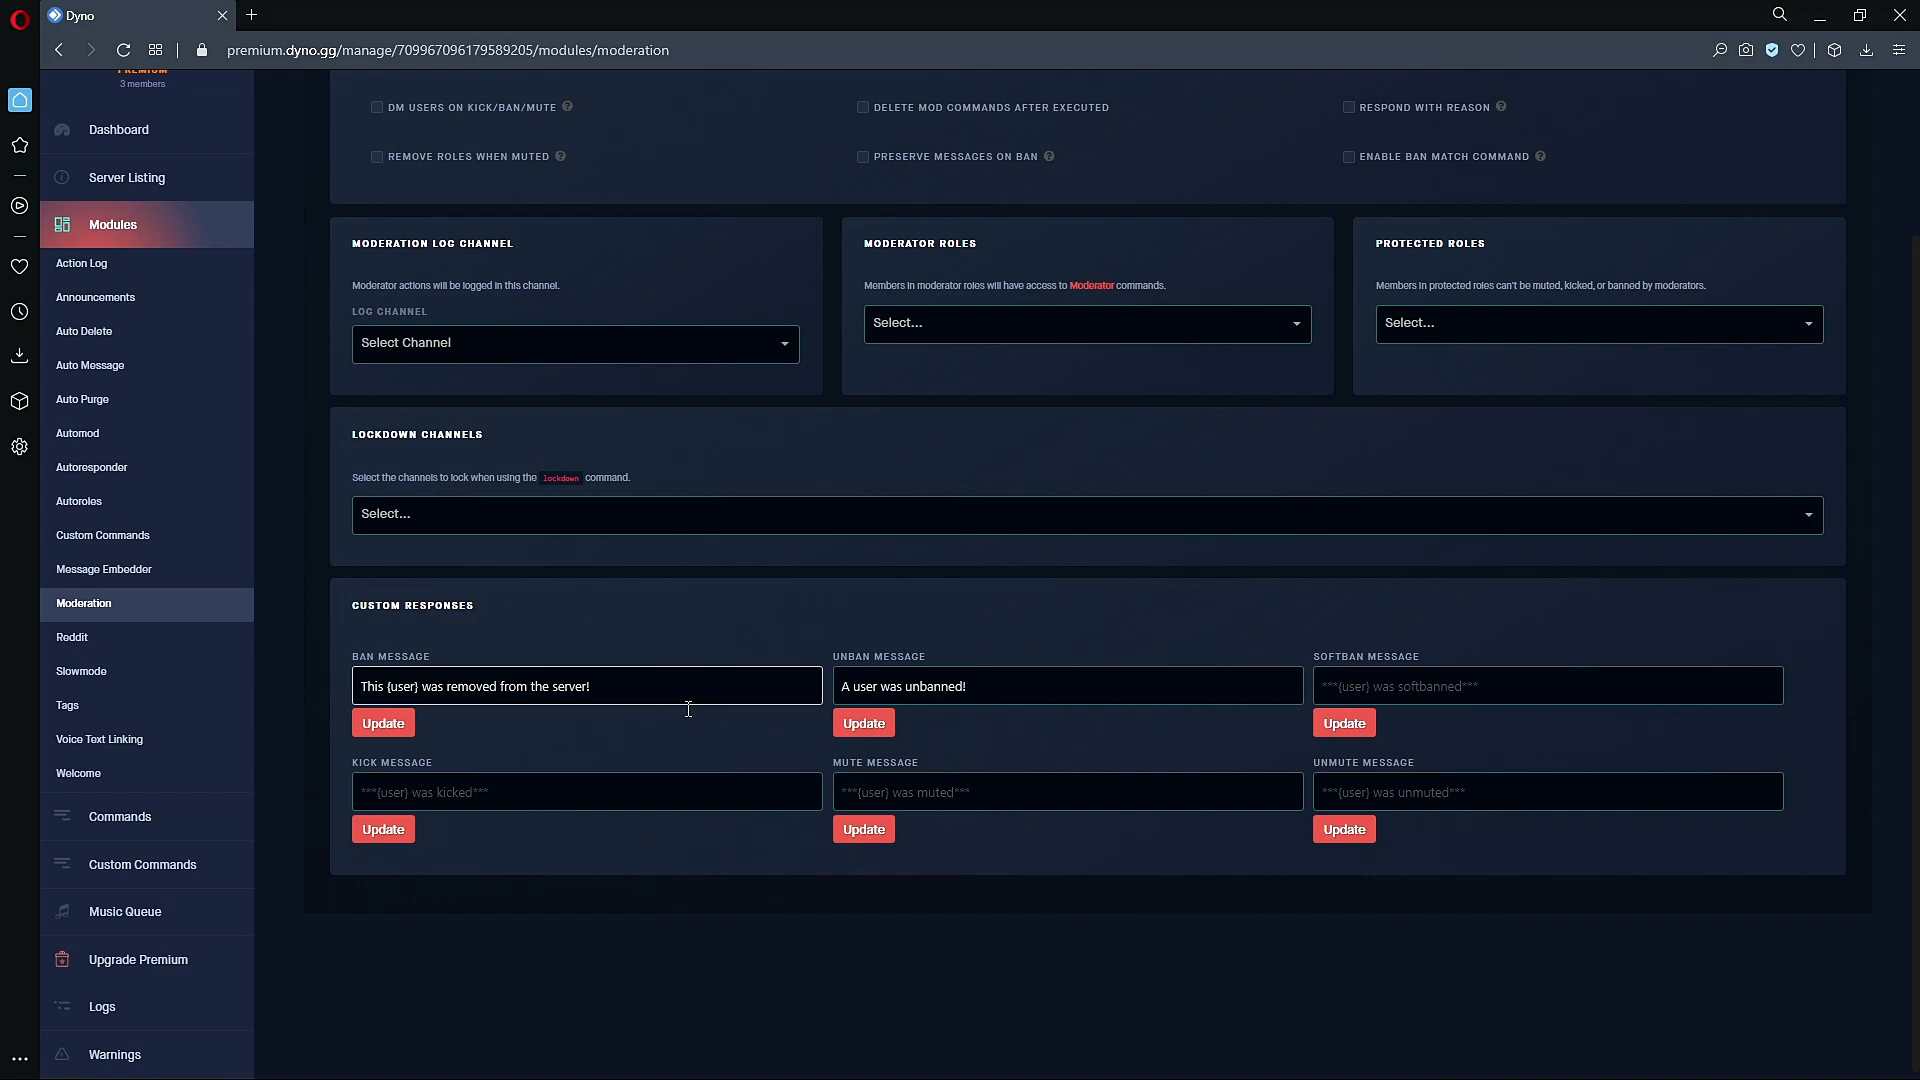 Dyno
premium.dyno.gg/manage/709967096179589205/modules/moderation
PREMIUM
3 members
Dashboard
Server Listing
Modules
Action Log
Announcements
Auto Delete
Auto Message
Auto Purge
Automod
Autoresponder
Autoroles
Custom Commands
Message Embedder
Moderation
Reddit
Slowmode
Tags
Voice Text Linking
Welcome
Commands
Custom Commands
Music Queue
Upgrade Premium
Logs
Warnings
DM USERS ON KICK/BAN/MUTE ?
DELETE MOD COMMANDS AFTER EXECUTED
RESPOND WITH REASON ?
REMOVE ROLES WHEN MUTED ?
PRESERVE MESSAGES ON BAN ?
ENABLE BAN MATCH COMMAND ?
MODERATION LOG CHANNEL
Moderator actions will be logged in this channel.
LOG CHANNEL
Select Channel
MODERATOR ROLES
Members in moderator roles will have access to Moderator commands.
Select...
PROTECTED ROLES
Members in protected roles can't be muted, kicked, or banned by moderators.
Select...
LOCKDOWN CHANNELS
Select the channels to lock when using the lockdown command.
Select...
CUSTOM RESPONSES
BAN MESSAGE
This {user} was removed from the server!
Update
UNBAN MESSAGE
A user was unbanned!
Update
SOFTBAN MESSAGE
***{user} was softbanned***
Update
KICK MESSAGE
***{user} was kicked***
Update
MUTE MESSAGE
***{user} was muted***
Update
UNMUTE MESSAGE
***{user} was unmuted***
Update